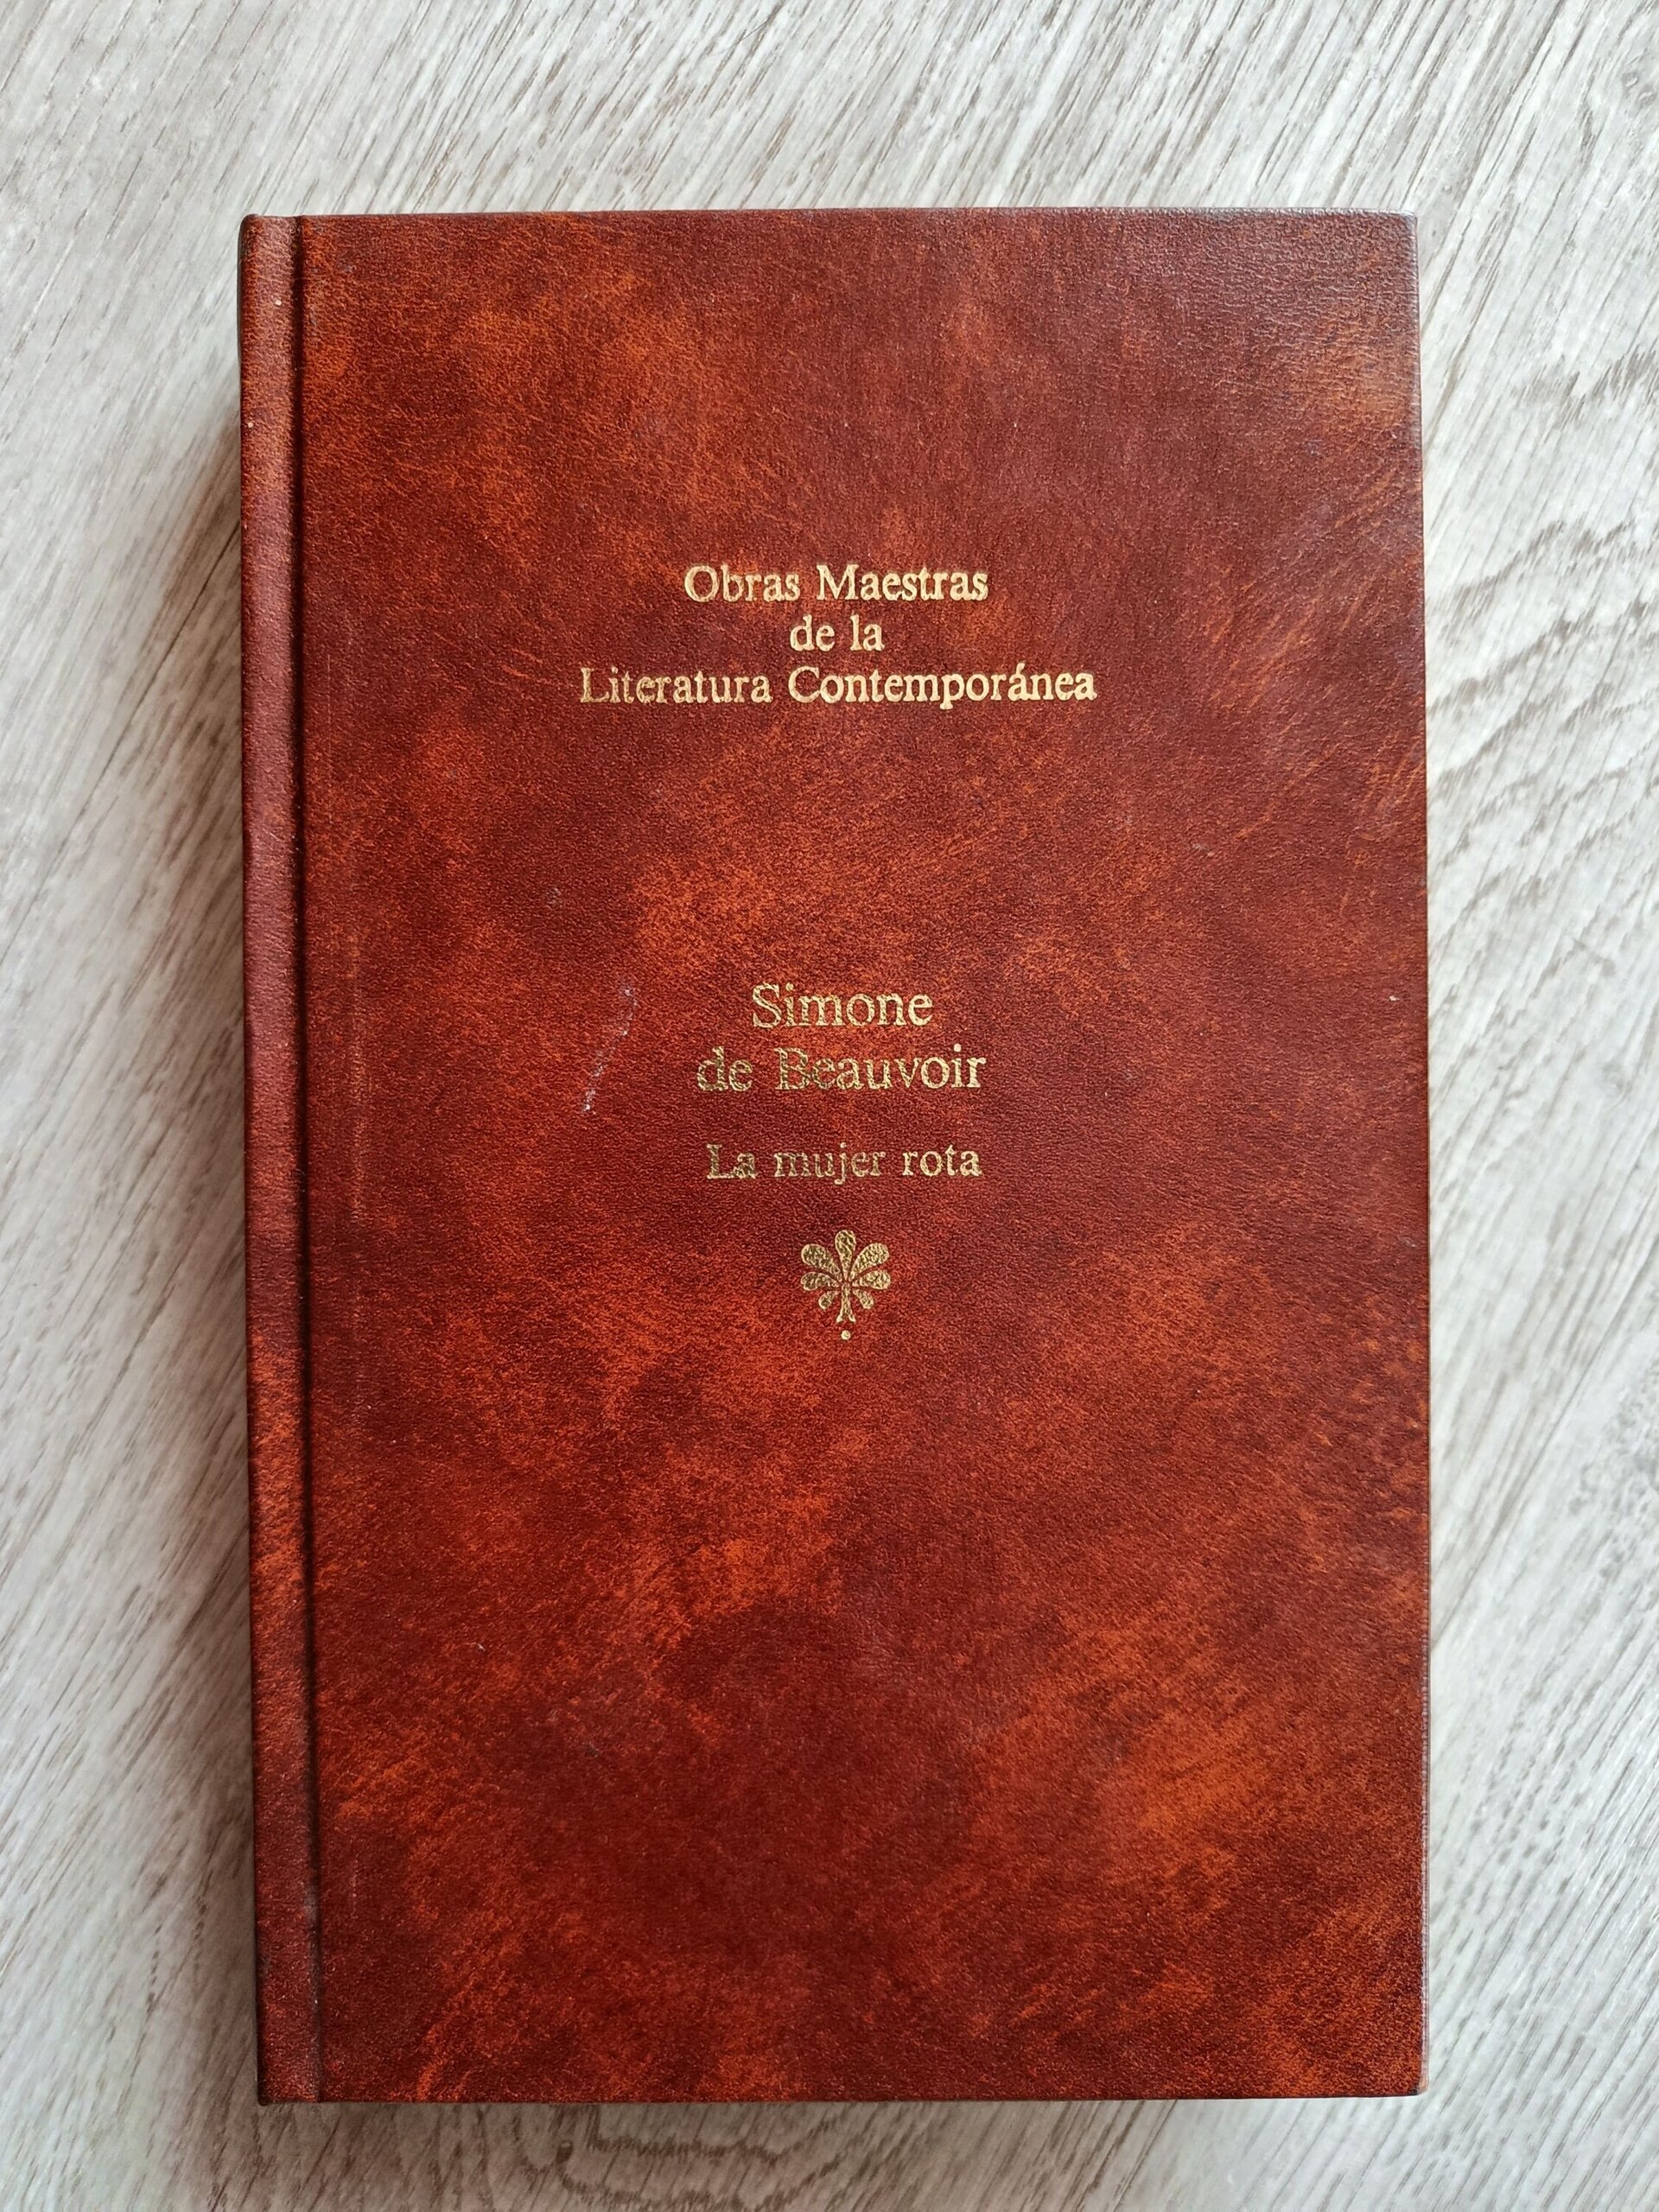 Obras Maestras
de la
Literatura Contemporánea
Simone
de Beauvoir
La mujer rota